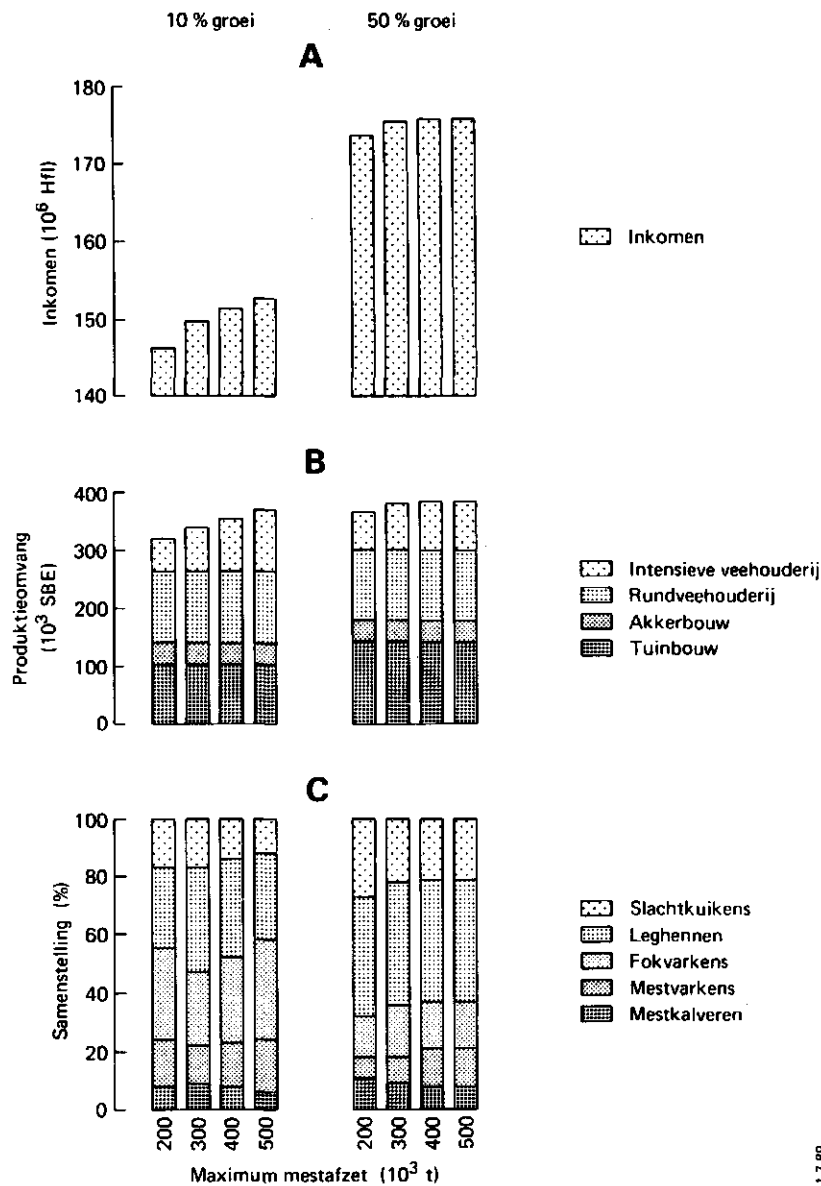 10 % groei 50 % groei
A
180
170
160
150
140
Inkomen (10⁶ Hfl)
Inkomen
B
400
300
200
100
0
Produktieomvang
(10³ SBE)
Intensieve veehouderij
Rundveehouderij
Akkerbouw
Tuinbouw
C
100
80
60
40
20
0
Samenstelling (%)
Slachtkuikens
Leghennen
Fokvarkens
Mestvarkens
Mestkalveren
200 300 400 500 200 300 400 500
Maximum mestafzet (10³ t)